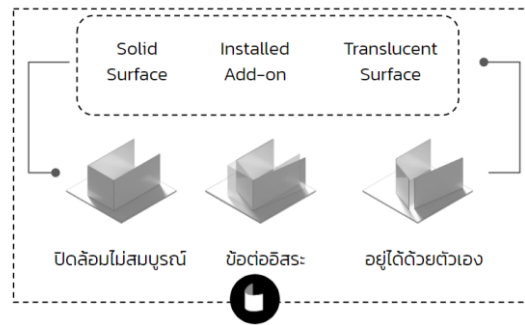 Solid Surface
Installed Add-on
Translucent Surface
ปิดล้อมไม่สมบูรณ์
ข้อต่ออิสระ
อยู่ได้ด้วยตัวเอง